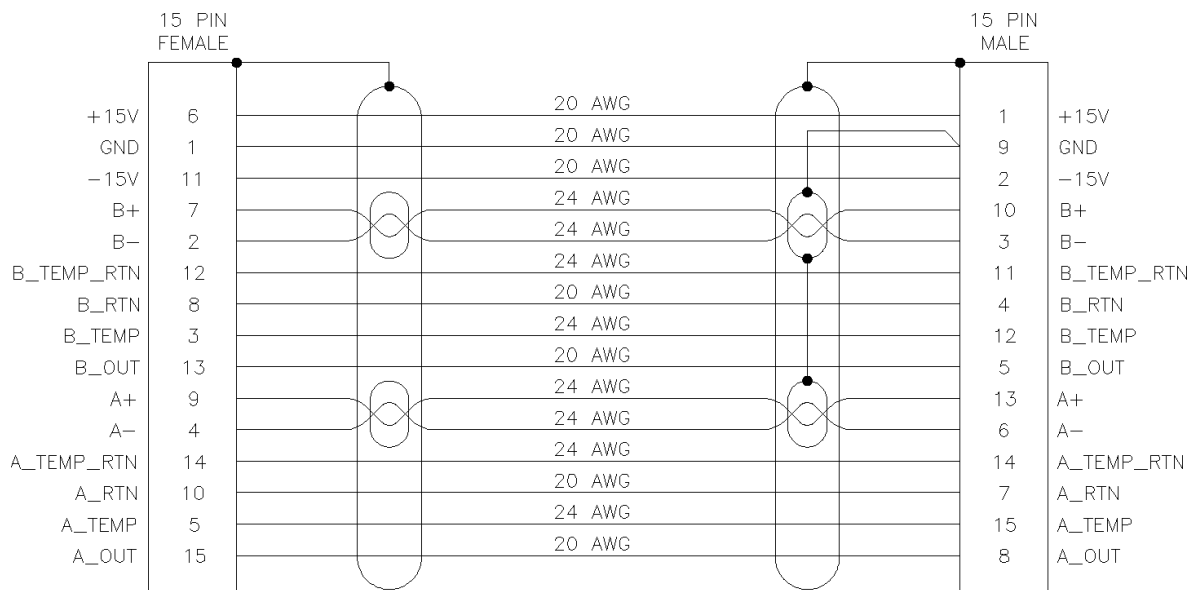 15 PIN
FEMALE
15 PIN
MALE
+15V 6 20 AWG 1 +15V
GND 1 20 AWG 9 GND
-15V 11 20 AWG 2 -15V
B+ 7 24 AWG 10 B+
B- 2 24 AWG 3 B-
B_TEMP_RTN 12 24 AWG 11 B_TEMP_RTN
B_RTN 8 20 AWG 4 B_RTN
B_TEMP 3 24 AWG 12 B_TEMP
B_OUT 13 20 AWG 5 B_OUT
A+ 9 24 AWG 13 A+
A- 4 24 AWG 6 A-
A_TEMP_RTN 14 24 AWG 14 A_TEMP_RTN
A_RTN 10 20 AWG 7 A_RTN
A_TEMP 5 24 AWG 15 A_TEMP
A_OUT 15 20 AWG 8 A_OUT